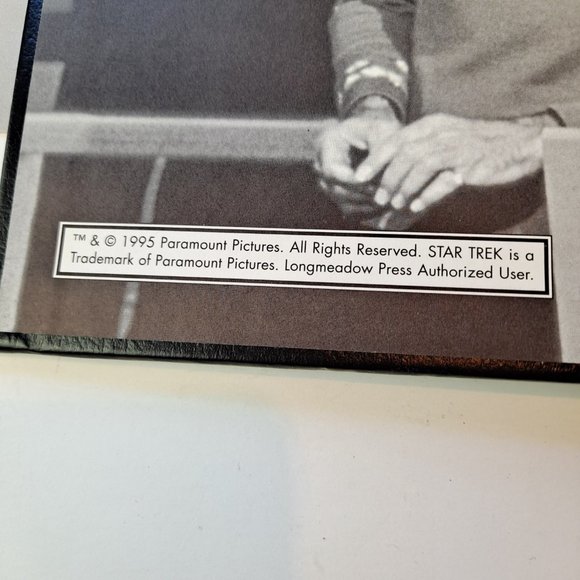 ™ & © 1995 Paramount Pictures. All Rights Reserved. STAR TREK is a
Trademark of Paramount Pictures. Longmeadow Press Authorized User.